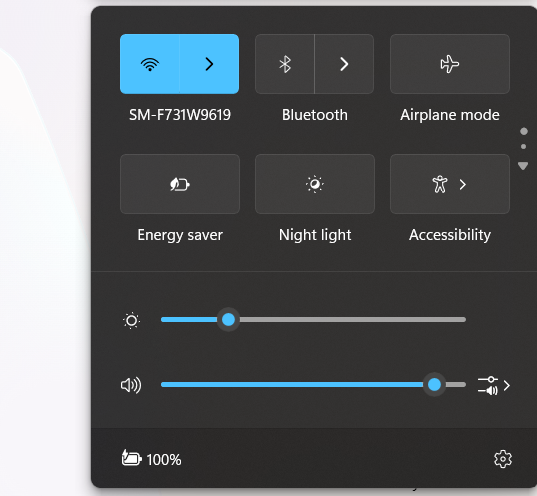 SM-F731W9619 Bluetooth Airplane mode
Energy saver Night light Accessibility
100%